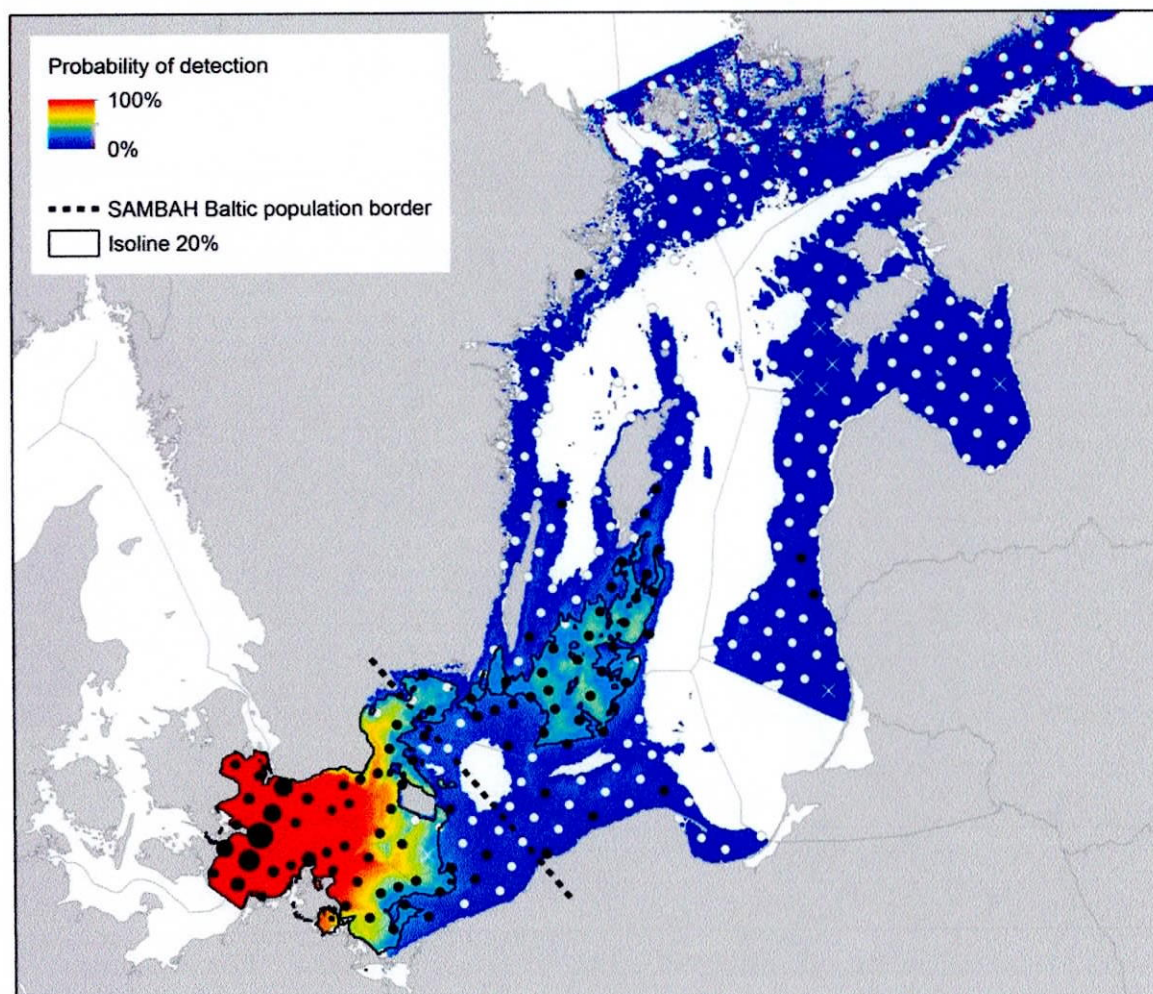 Probability of detection
100%
0%
SAMBAH Baltic population border
Isoline 20%